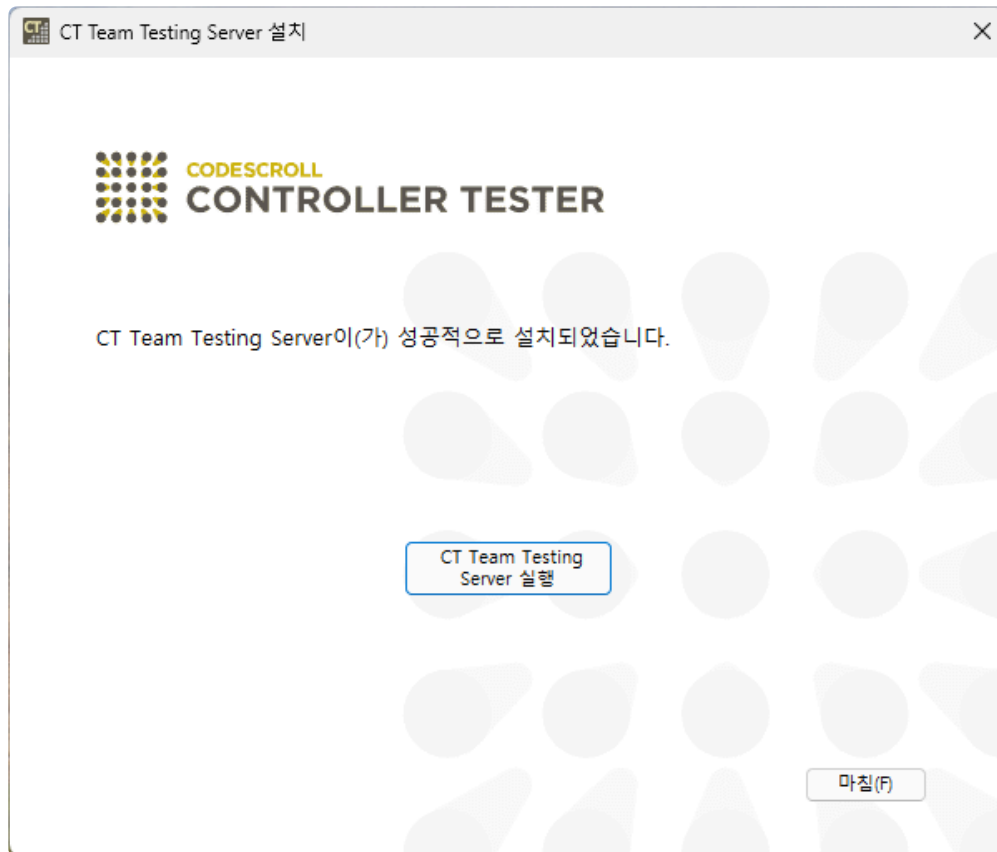 CT Team Testing Server 설치
CODESCROLL
CONTROLLER TESTER
CT Team Testing Server이(가) 성공적으로 설치되었습니다.
CT Team Testing
Server 실행
마침(F)